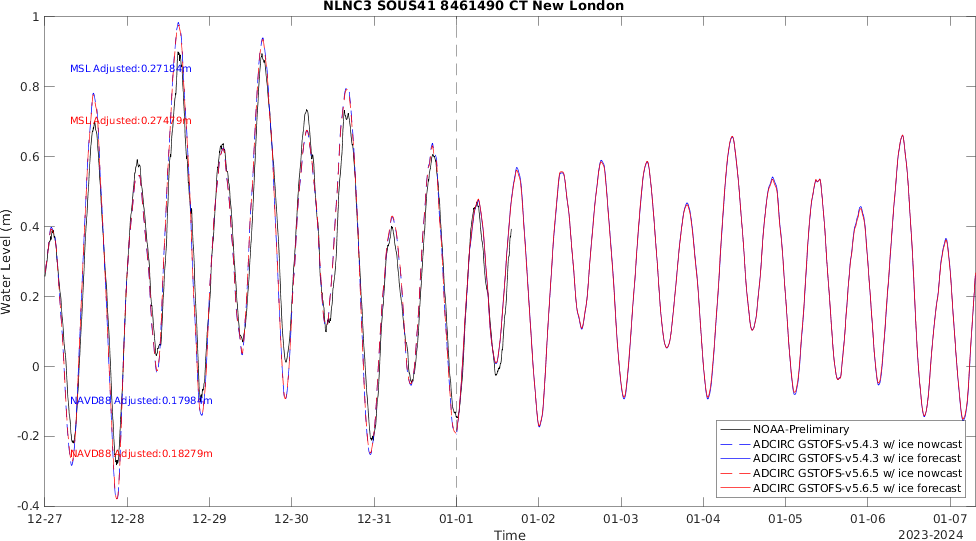 NLNC3 SOUS41 8461490 CT New London
1
0.8
0.6
0.4
0.2
0
-0.2
-0.4
Water Level (m)
MSL Adjusted:0.27184m
MSL Adjusted:0.27479m
NAVD88 Adjusted:0.17984m
NAVD88 Adjusted:0.18279m
NOAA-Preliminary
ADCIRC GSTOFS-v5.4.3 w/ ice nowcast
ADCIRC GSTOFS-v5.4.3 w/ ice forecast
ADCIRC GSTOFS-v5.6.5 w/ ice nowcast
ADCIRC GSTOFS-v5.6.5 w/ ice forecast
12-27 12-28 12-29 12-30 12-31 01-01 01-02 01-03 01-04 01-05 01-06 01-07
Time
2023-2024